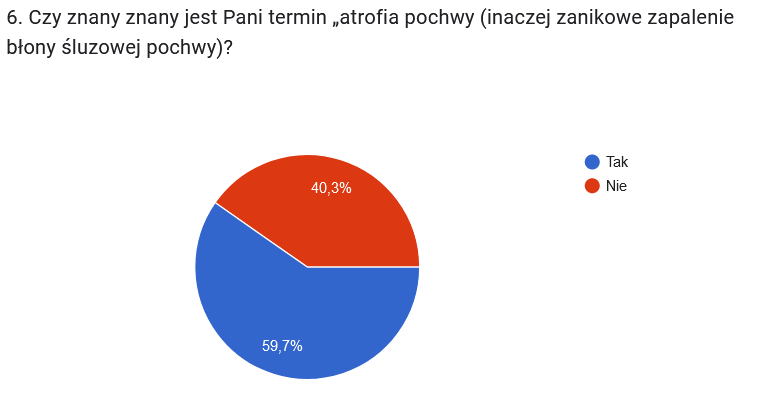 6. Czy znany znany jest Pani termin „atrofia pochwy (inaczej zanikowe zapalenie
błony śluzowej pochwy)?
Tak
Nie
40,3%
59,7%